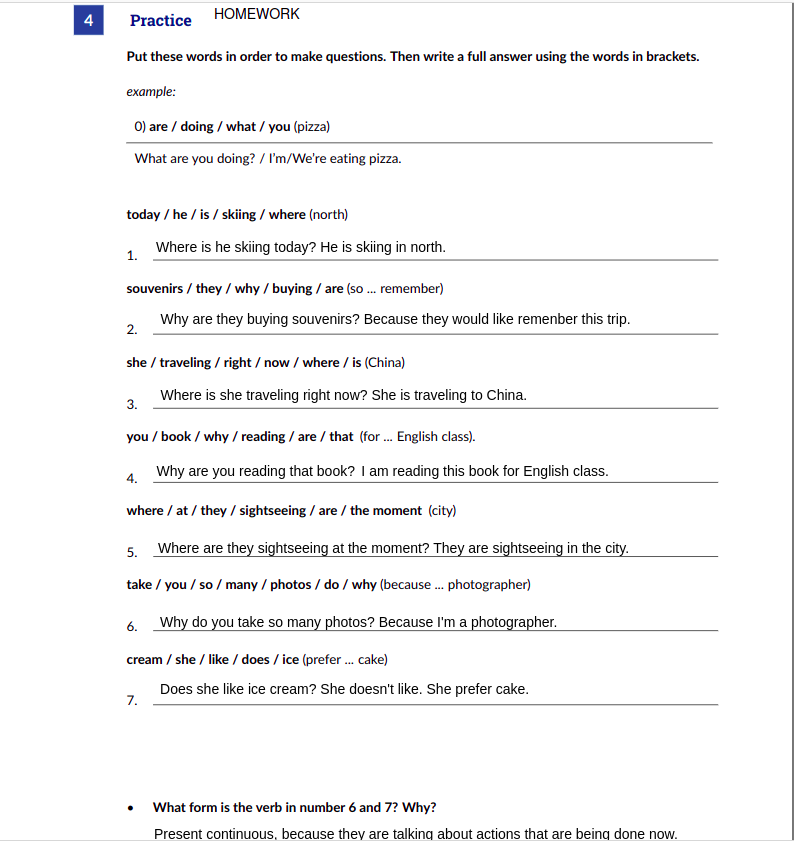 4 Practice HOMEWORK
Put these words in order to make questions. Then write a full answer using the words in brackets.
example:
0) are / doing / what / you (pizza)
What are you doing? / I'm/We're eating pizza.
today / he / is / skiing / where (north)
1. Where is he skiing today? He is skiing in north.
souvenirs / they / why / buying / are (so ... remember)
2. Why are they buying souvenirs? Because they would like remenber this trip.
she / traveling / right / now / where / is (China)
3. Where is she traveling right now? She is traveling to China.
you / book / why / reading / are / that (for ... English class).
4. Why are you reading that book? I am reading this book for English class.
where / at / they / sightseeing / are / the moment (city)
5. Where are they sightseeing at the moment? They are sightseeing in the city.
take / you / so / many / photos / do / why (because ... photographer)
6. Why do you take so many photos? Because I'm a photographer.
cream / she / like / does / ice (prefer ... cake)
7. Does she like ice cream? She doesn't like. She prefer cake.
• What form is the verb in number 6 and 7? Why?
Present continuous, because they are talking about actions that are being done now.